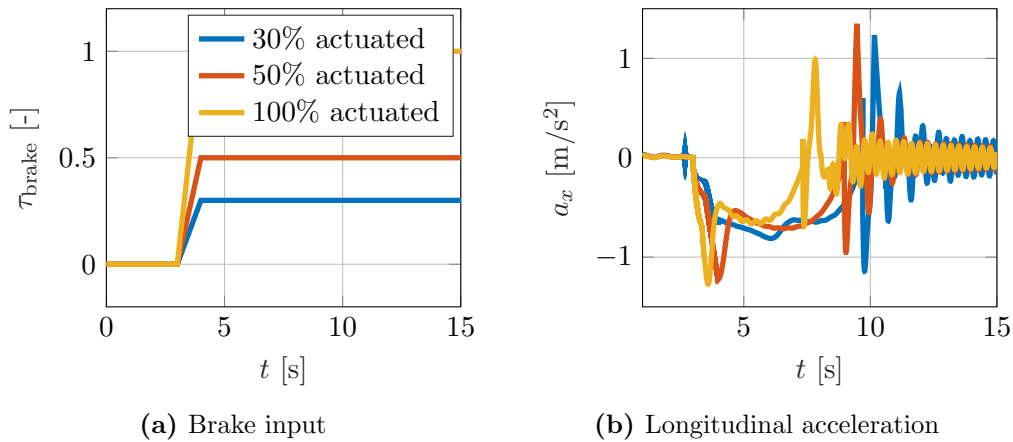 30% actuated
50% actuated
100% actuated
τbrake [-]
1
0.5
0
0
5
10
15
t [s]
(a) Brake input
ax [m/s²]
1
0
−1
5
10
15
t [s]
(b) Longitudinal acceleration